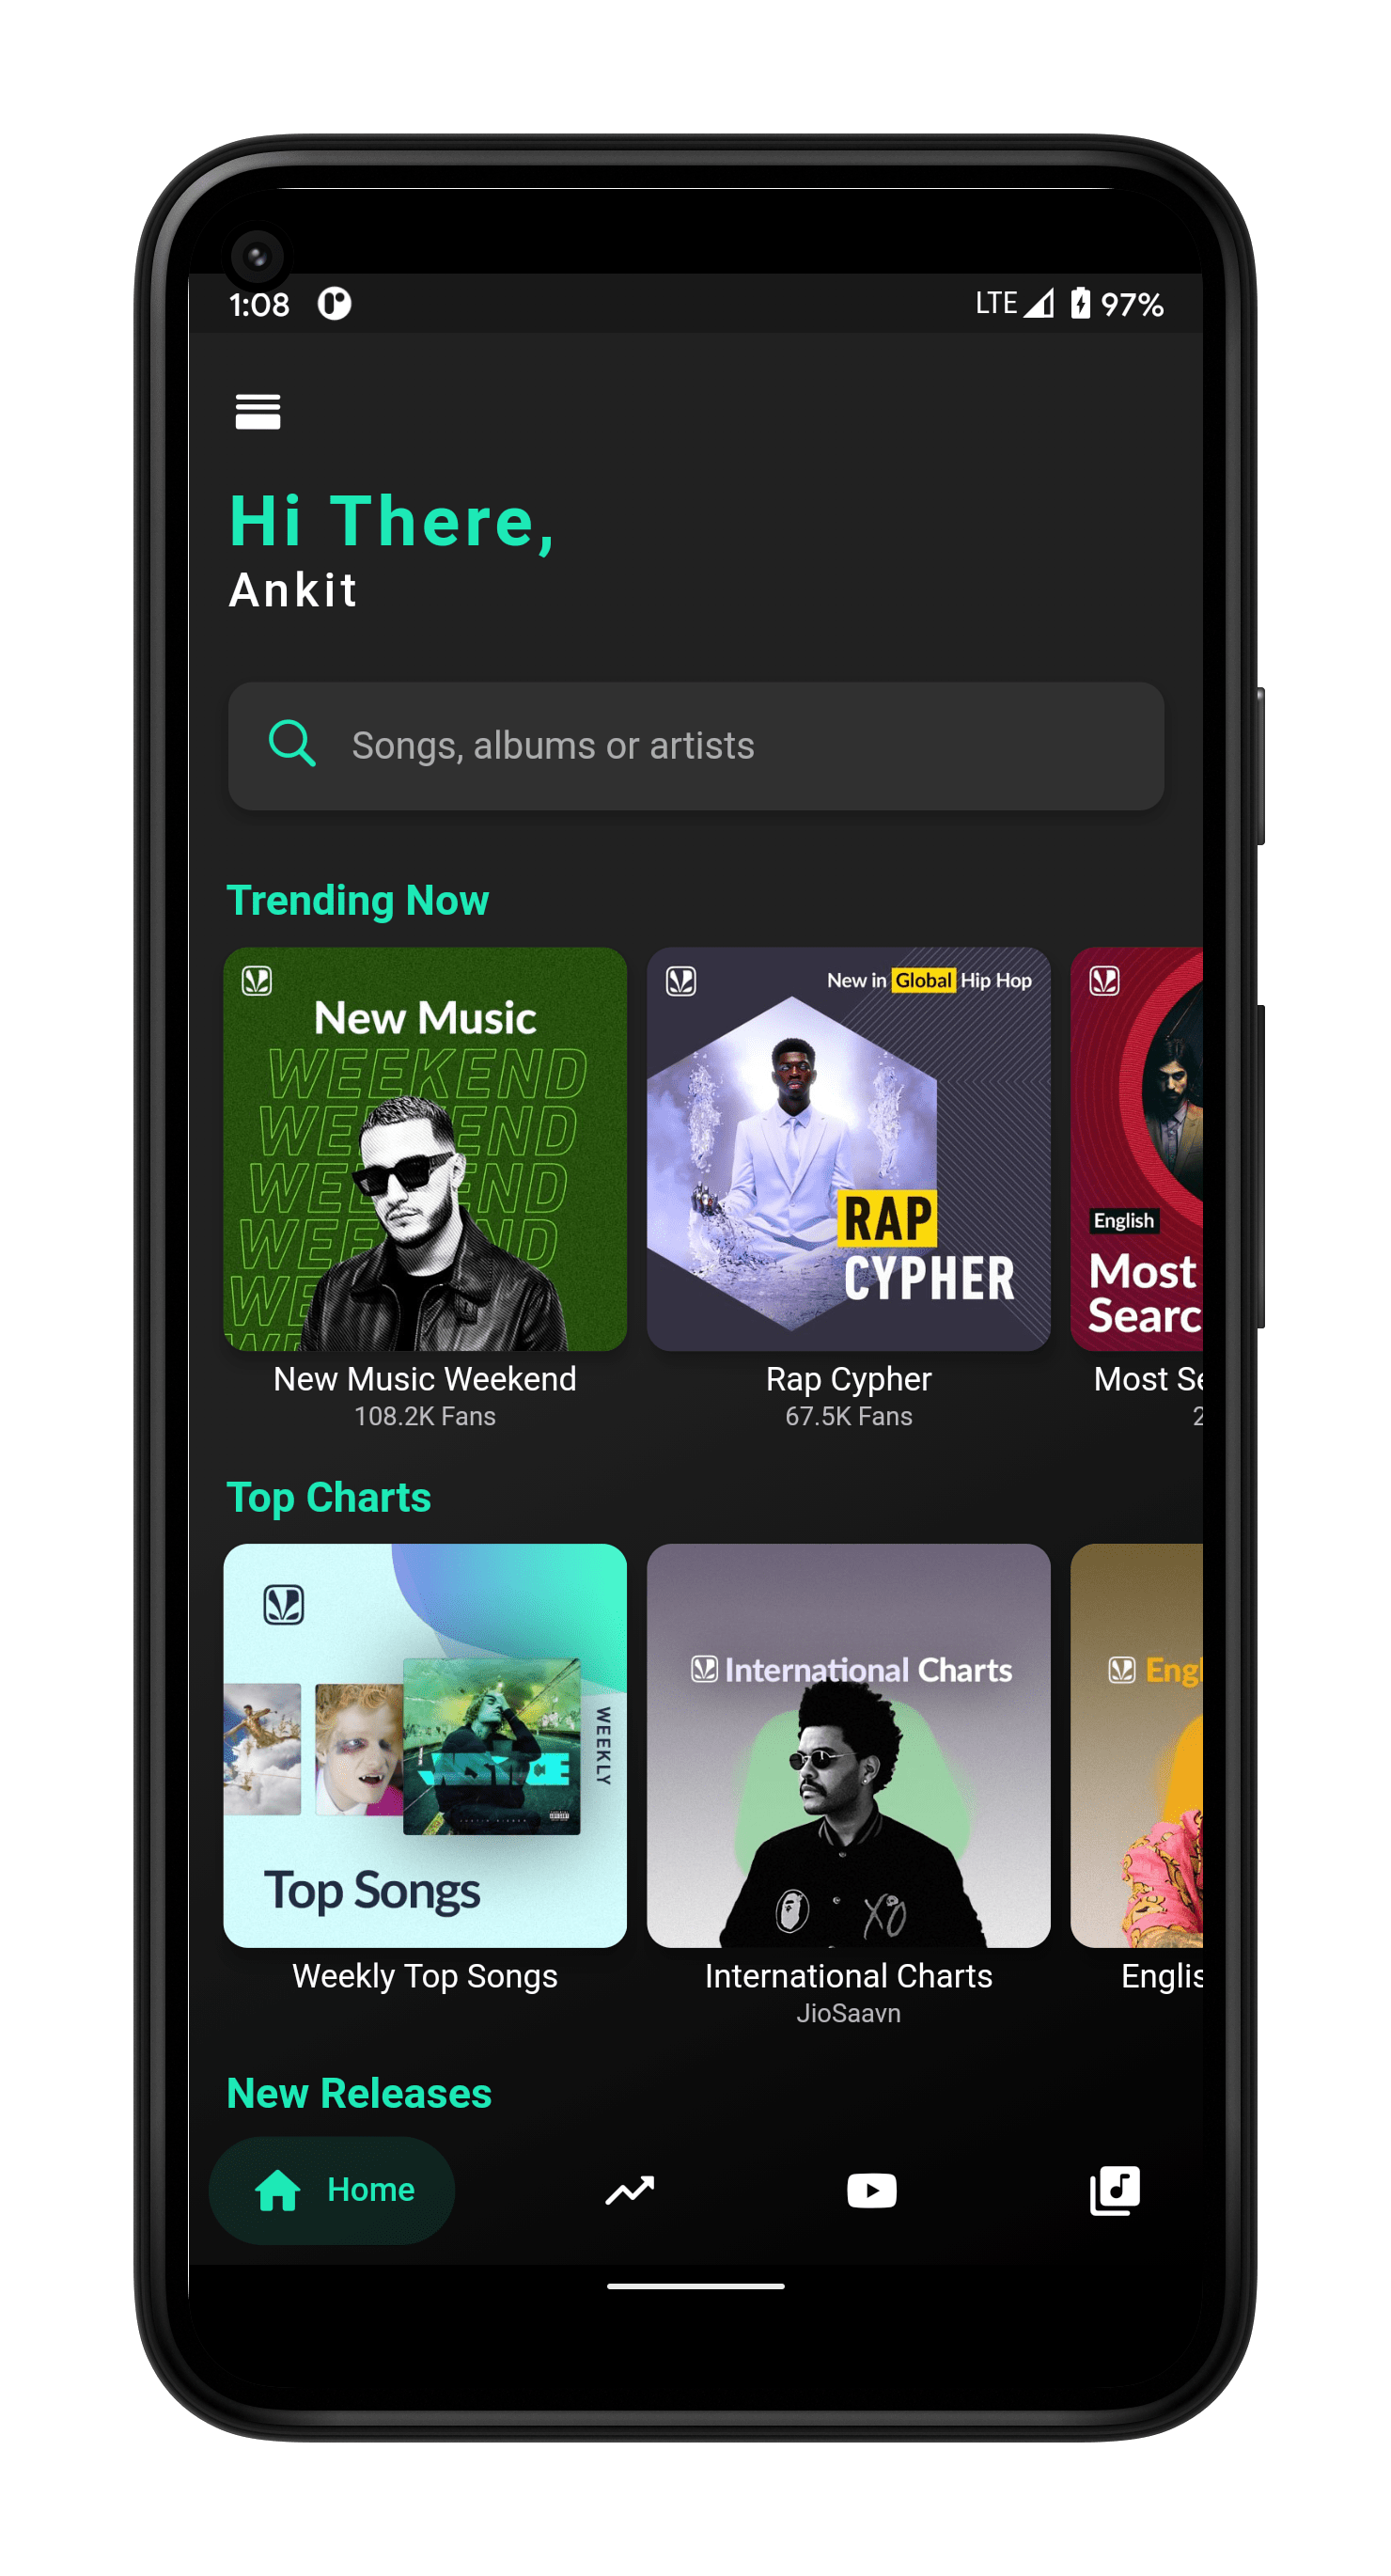 1:08
LTE 97%
Hi There,
Ankit
Songs, albums or artists
Trending Now
New Music
WEEKEND
WEEKEND
WEEKEND
WEEKEND
WE
New in Global Hip Hop
RAP
CYPHER
English
Most
Searc
New Music Weekend
108.2K Fans
Rap Cypher
67.5K Fans
Most Se
2
Top Charts
WEEKLY
Top Songs
International Charts
XO
Engl
Weekly Top Songs
International Charts
JioSaavn
Englis
New Releases
Home